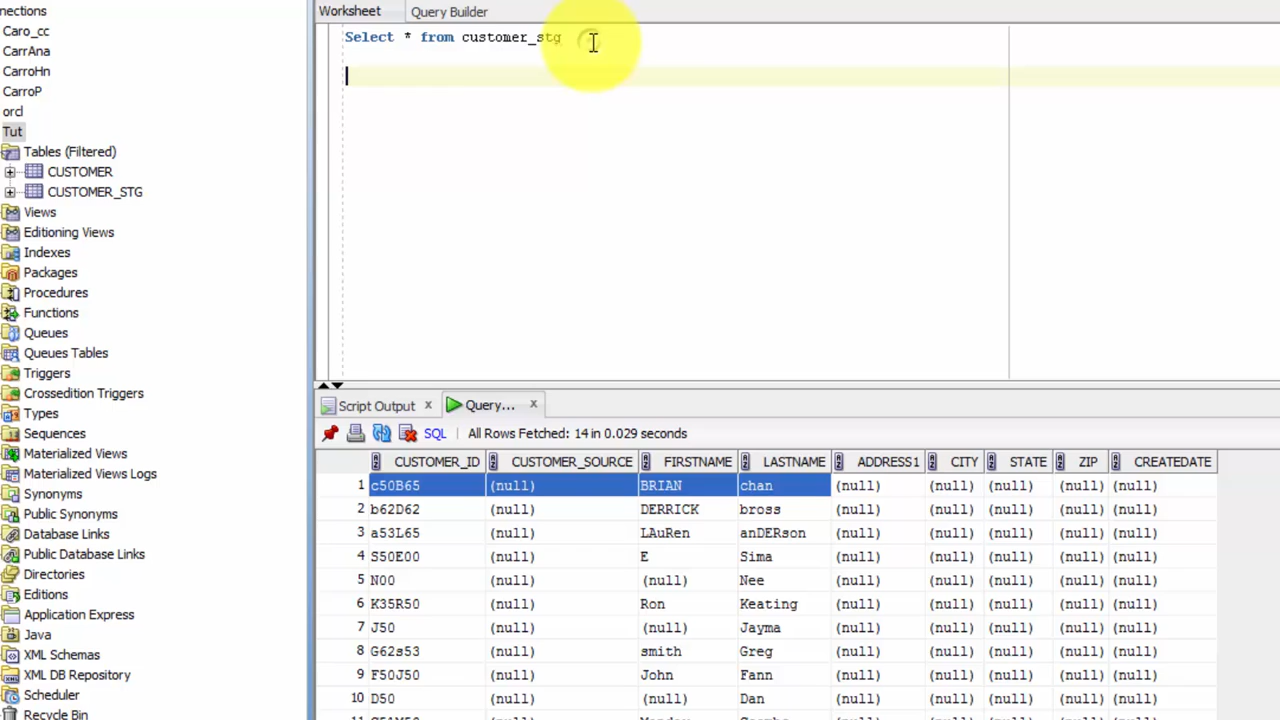 nections
Caro_cc
CarrAna
CarroHn
CarroP
orcl
Tut
Tables (Filtered)
CUSTOMER
CUSTOMER_STG
Views
Editioning Views
Indexes
Packages
Procedures
Functions
Queues
Queues Tables
Triggers
Crossedition Triggers
Types
Sequences
Materialized Views
Materialized Views Logs
Synonyms
Public Synonyms
Database Links
Public Database Links
Directories
Editions
Application Express
Java
XML Schemas
XML DB Repository
Scheduler
Recycle Bin
Worksheet Query Builder
Select * from customer_stg
Script Output x Query... x
SQL All Rows Fetched: 14 in 0.029 seconds
CUSTOMER_ID CUSTOMER_SOURCE FIRSTNAME LASTNAME ADDRESS1 CITY STATE ZIP CREATEDATE
1 c50B65 (null) BRIAN chan (null) (null) (null) (null) (null)
2 b62D62 (null) DERRICK bross (null) (null) (null) (null) (null)
3 a53L65 (null) LAuRen anDERson (null) (null) (null) (null) (null)
4 S50E00 (null) E Sima (null) (null) (null) (null) (null)
5 N00 (null) (null) Nee (null) (null) (null) (null) (null)
6 K35R50 (null) Ron Keating (null) (null) (null) (null) (null)
7 J50 (null) (null) Jayma (null) (null) (null) (null) (null)
8 G62s53 (null) smith Greg (null) (null) (null) (null) (null)
9 F50J50 (null) John Fann (null) (null) (null) (null) (null)
10 D50 (null) (null) Dan (null) (null) (null) (null) (null)